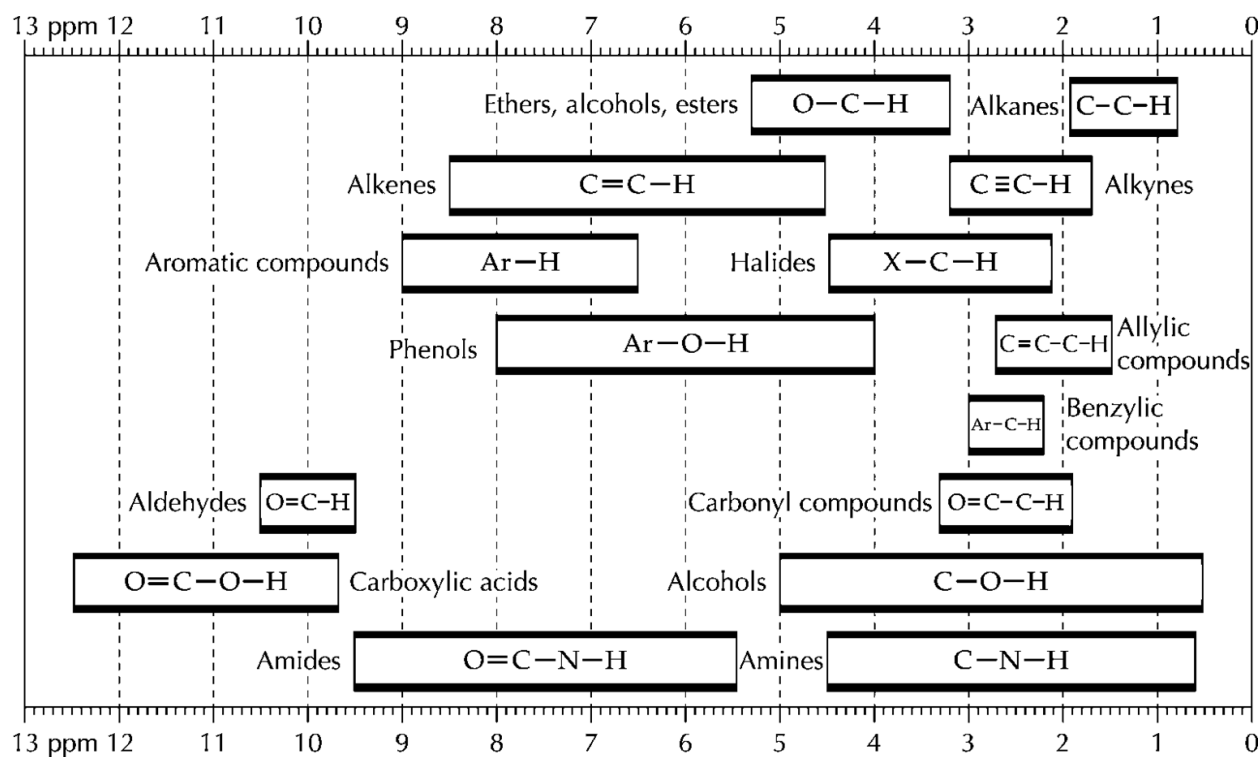 13 ppm 12 11 10 9 8 7 6 5 4 3 2 1 0
Ethers, alcohols, esters O–C–H Alkanes C–C–H
Alkenes C=C–H C≡C–H Alkynes
Aromatic compounds Ar–H Halides X–C–H
Phenols Ar–O–H C=C–C–H Allylic
compounds
Ar–C–H Benzylic
compounds
Aldehydes O=C–H Carbonyl compounds O=C–C–H
O=C–O–H Carboxylic acids Alcohols C–O–H
Amides O=C–N–H Amines C–N–H
13 ppm 12 11 10 9 8 7 6 5 4 3 2 1 0